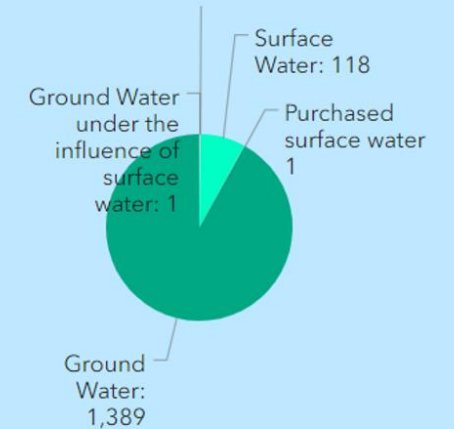 Surface
Water: 118
Ground Water
under the
influence of
surface
water: 1
Purchased
surface water
1
Ground
Water:
1,389